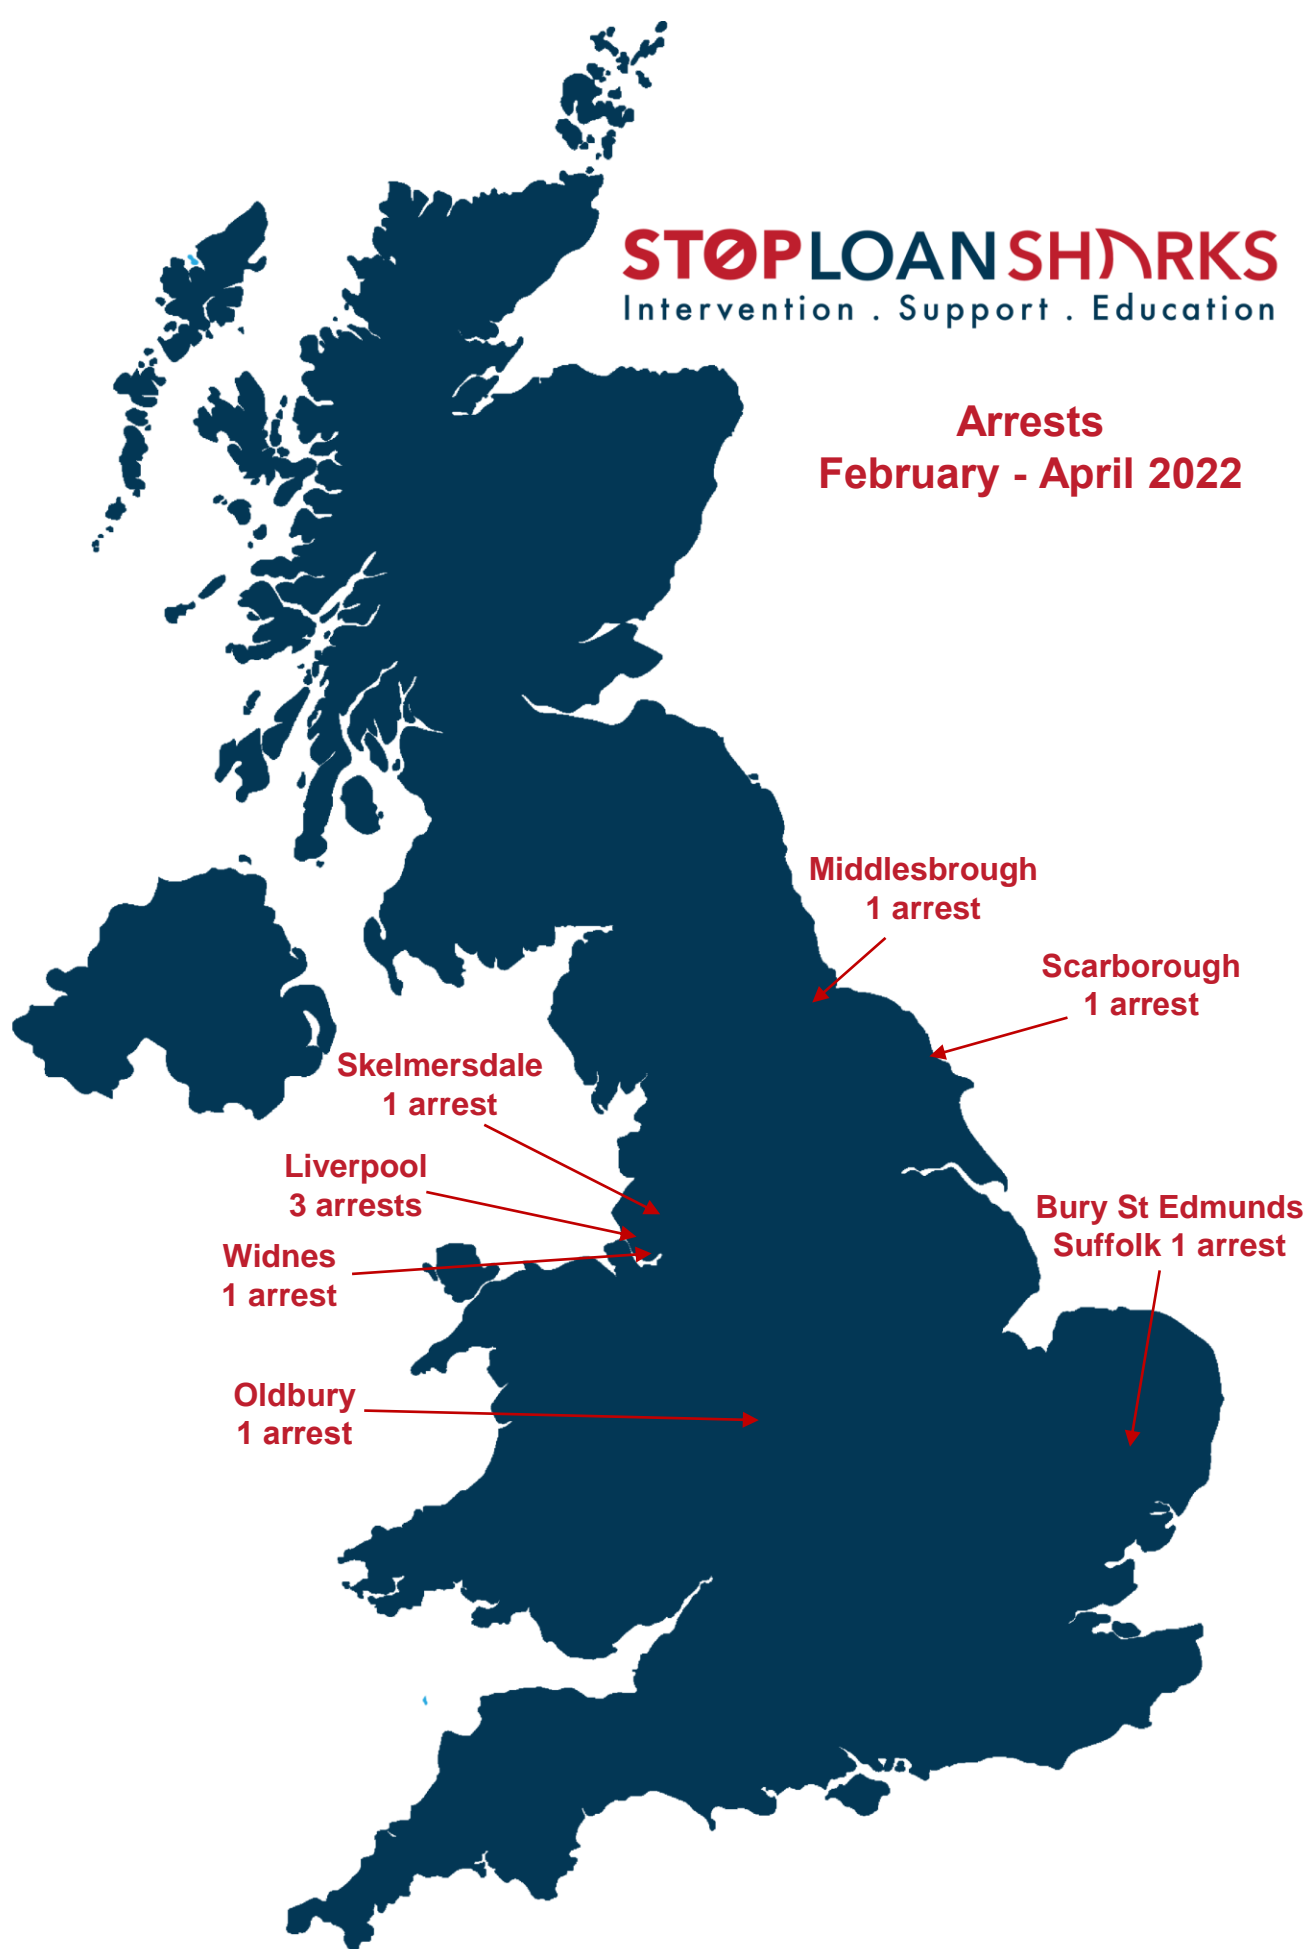 STOPLOANSHARKS
Intervention . Support . Education
Arrests
February - April 2022
Middlesbrough
1 arrest
Scarborough
1 arrest
Skelmersdale
1 arrest
Liverpool
3 arrests
Bury St Edmunds
Suffolk 1 arrest
Widnes
1 arrest
Oldbury
1 arrest